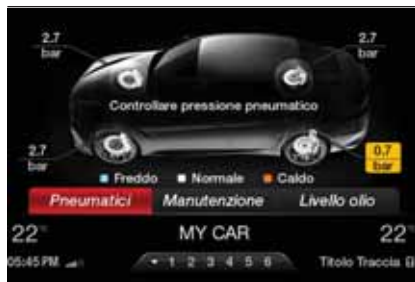 2.7 2.7
bar bar
Controllare pressione pneumatico
2.7 0.7
bar bar
Freddo Normale Caldo
Pneumatici Manutenzione Livello olio
22° MY CAR 22°
05:45 PM 1 2 3 4 5 6 Titolo Traccia